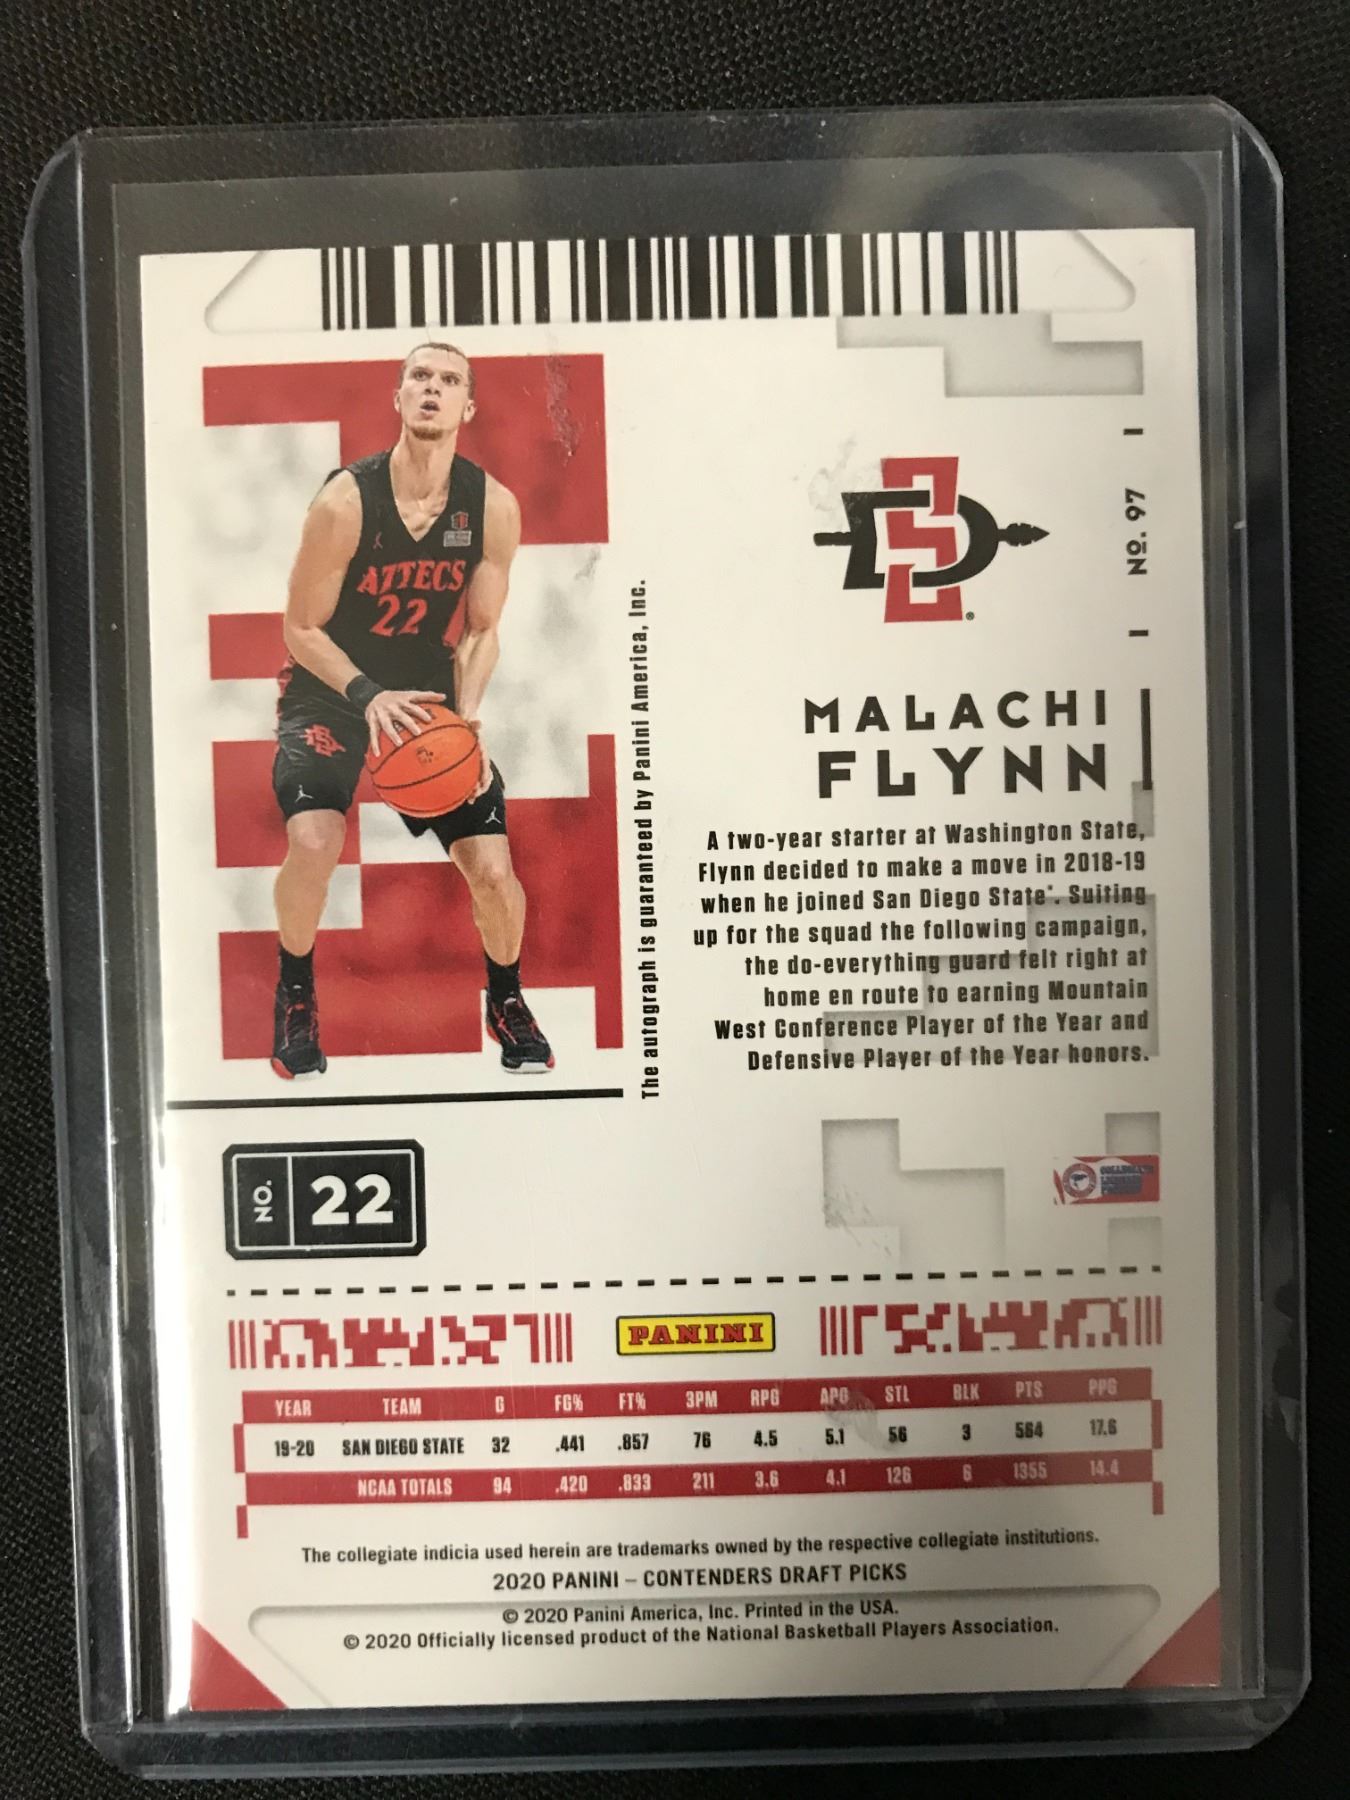 AZTECS
22
No. 97
MALACHI
FLYNN
A two-year starter at Washington State,
Flynn decided to make a move in 2018-19
when he joined San Diego State®. Suiting
up for the squad the following campaign,
the do-everything guard felt right at
home en route to earning Mountain
West Conference Player of the Year and
Defensive Player of the Year honors.
The autograph is guaranteed by Panini America, Inc.
NO. 22
PANINI
YEAR TEAM G FG% FT% 3PM RPG APG STL BLK PTS PPG
19-20 SAN DIEGO STATE 32 .441 .857 76 4.5 5.1 56 3 564 17.6
NCAA TOTALS 94 .420 .833 211 3.6 4.1 126 6 1355 14.4
The collegiate indicia used herein are trademarks owned by the respective collegiate institutions.
2020 PANINI – CONTENDERS DRAFT PICKS
© 2020 Panini America, Inc. Printed in the USA.
© 2020 Officially licensed product of the National Basketball Players Association.